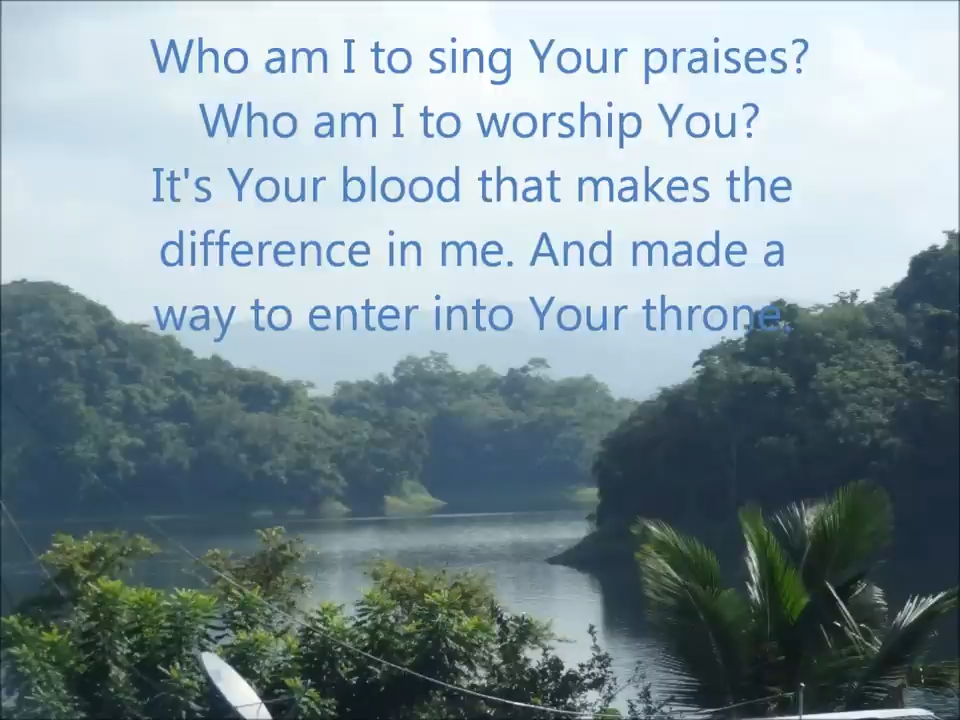 Who am I to sing Your praises?
Who am I to worship You?
It's Your blood that makes the
difference in me. And made a
way to enter into Your throne.